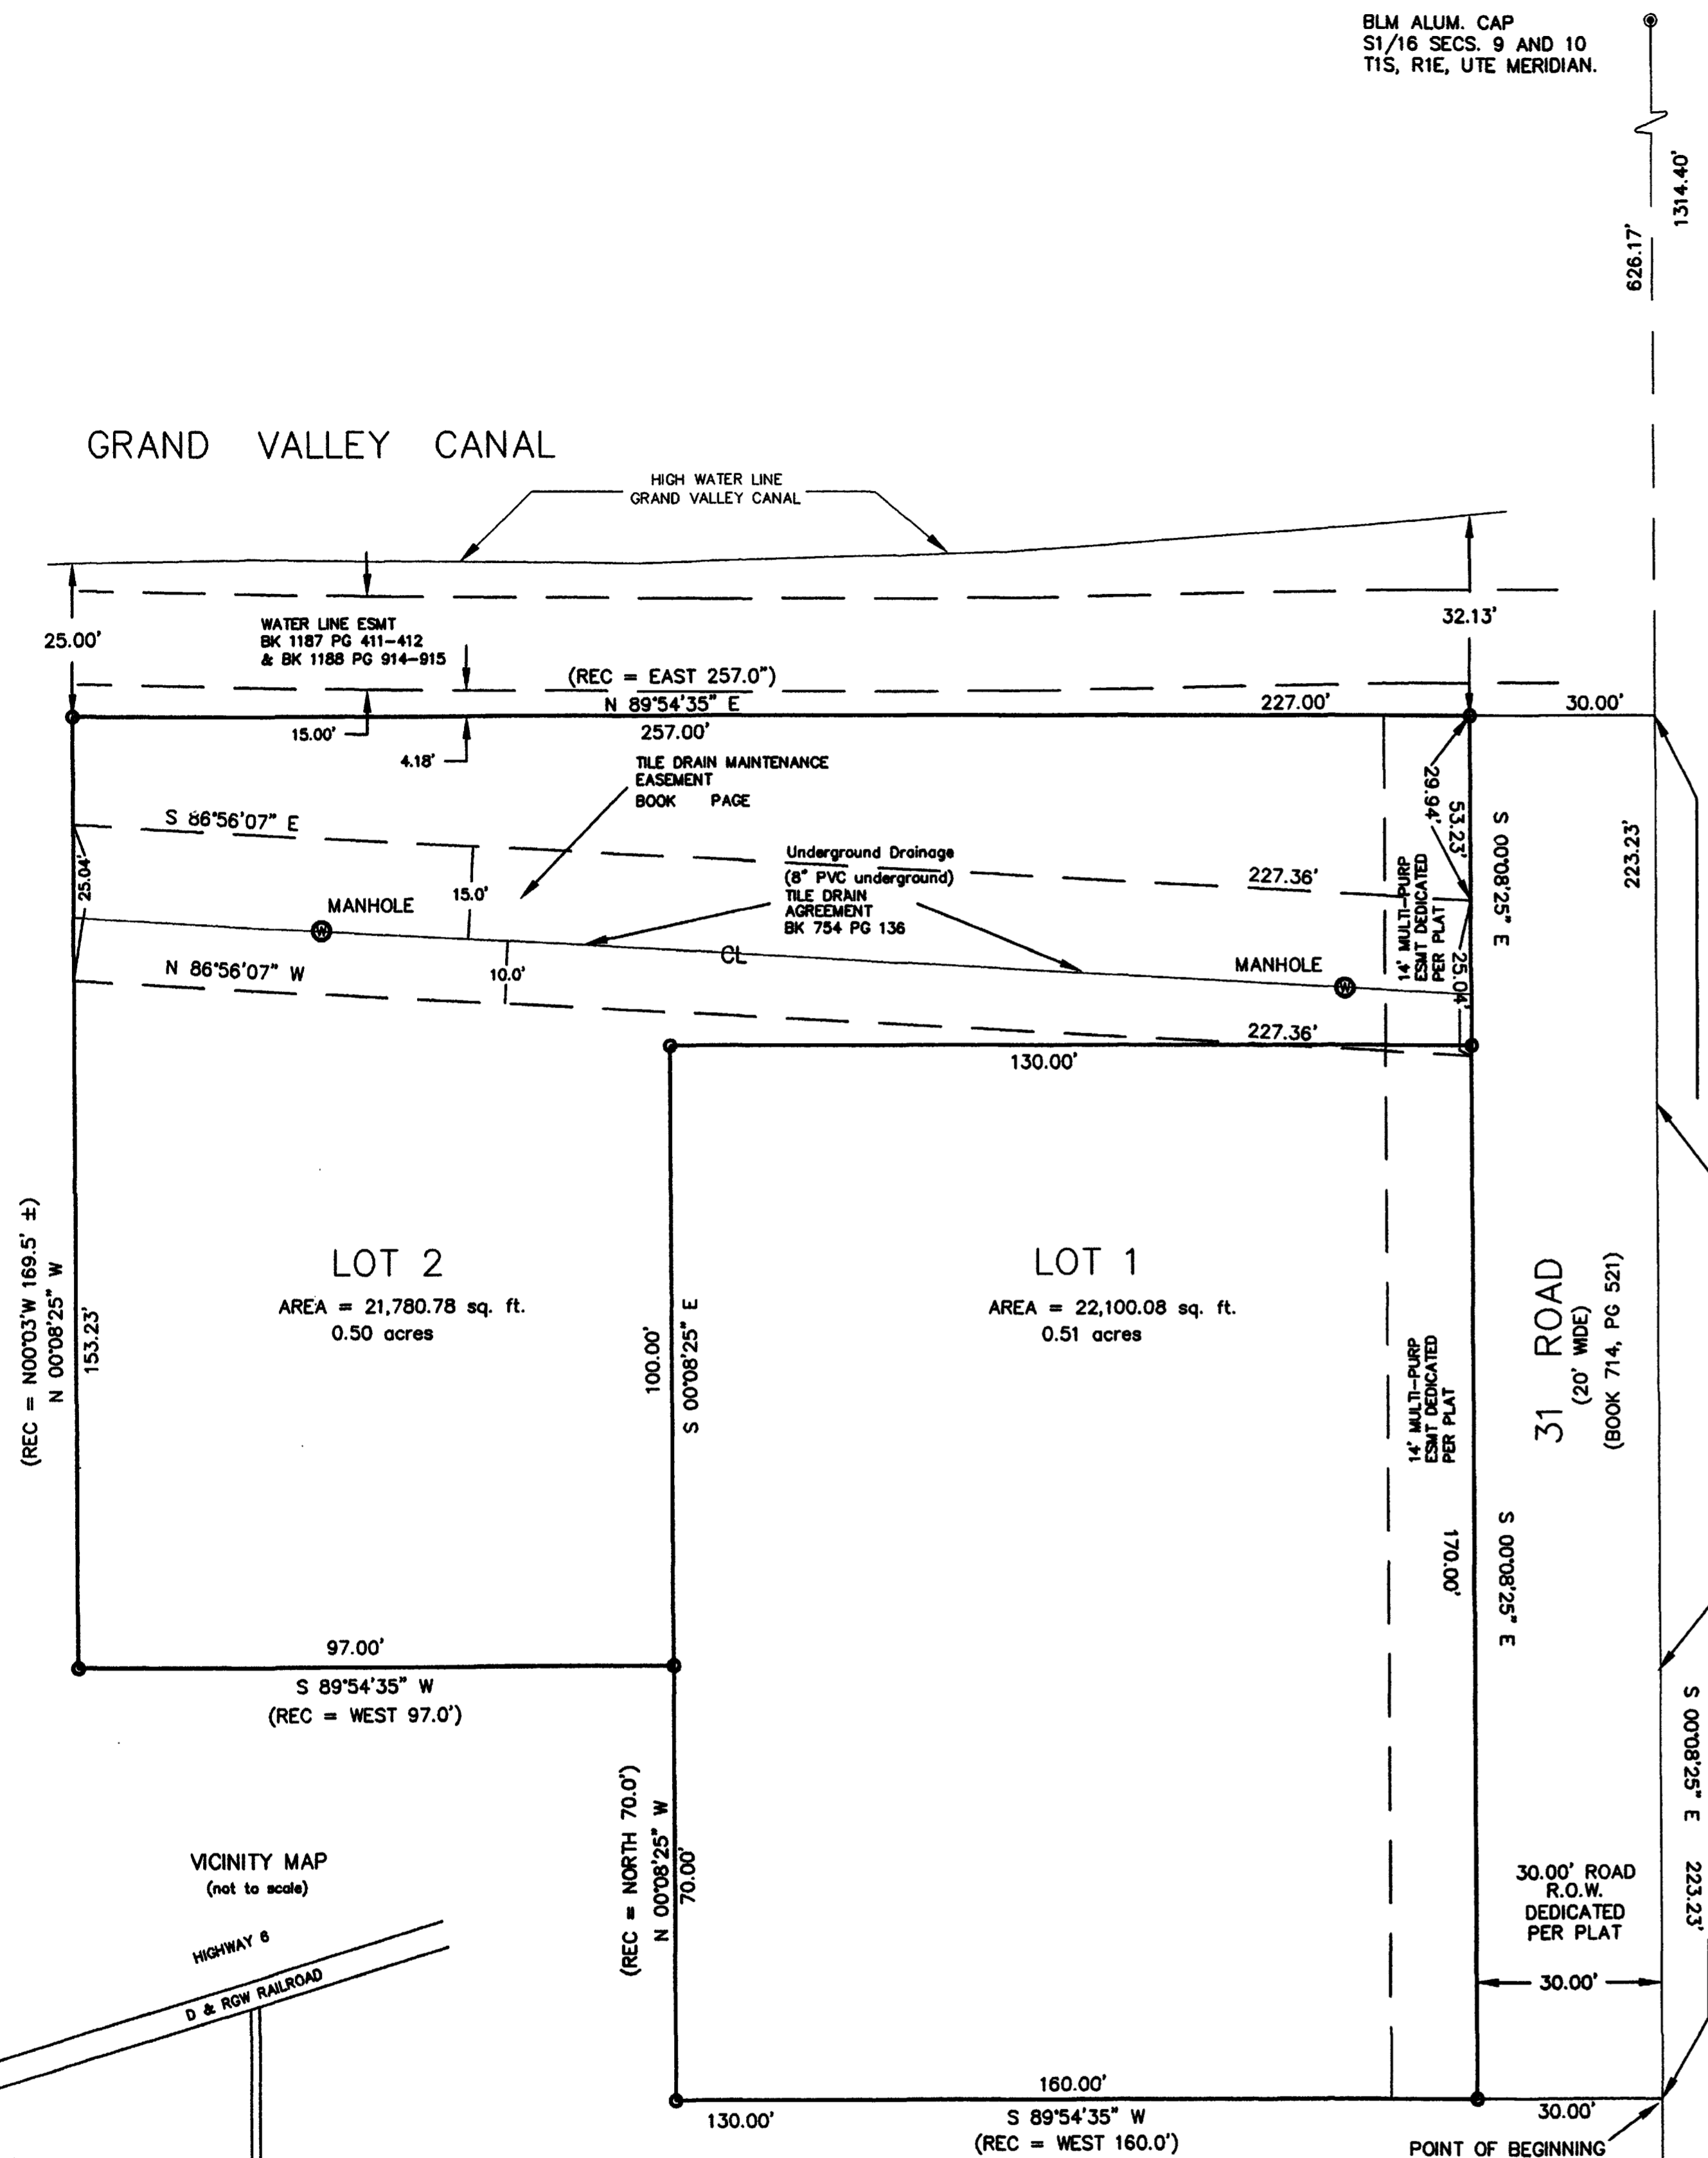 BLM ALUM. CAP
S1/16 SECS. 9 AND 10
T1S, R1E, UTE MERIDIAN.
1314.40'
626.17'
GRAND VALLEY CANAL
HIGH WATER LINE
GRAND VALLEY CANAL
25.00'
WATER LINE ESMT
BK 1187 PG 411-412
& BK 1188 PG 914-915
32.13'
(REC = EAST 257.0")
N 89°54'35" E
227.00'
30.00'
15.00'
257.00'
4.18'
TILE DRAIN MAINTENANCE
EASEMENT
BOOK PAGE
29.94'
53.23'
S 00°08'25" E
223.23'
S 86°56'07" E
25.04'
15.0'
Underground Drainage
(8" PVC underground)
TILE DRAIN
AGREEMENT
BK 754 PG 136
227.36'
14' MULTI-PURP
ESMT DEDICATED
PER PLAT
25.04'
MANHOLE
W
CL
N 86°56'07" W
10.0'
MANHOLE
W
227.36'
130.00'
(REC = N00°03'W 169.5' ±)
N 00°08'25" W
153.23'
LOT 2
AREA = 21,780.78 sq. ft.
0.50 acres
100.00'
S 00°08'25" E
LOT 1
AREA = 22,100.08 sq. ft.
0.51 acres
14' MULTI-PURP
ESMT DEDICATED
PER PLAT
170.00'
S 00°08'25" E
31 ROAD
(20' WIDE)
(BOOK 714, PG 521)
97.00'
S 89°54'35" W
(REC = WEST 97.0')
(REC = NORTH 70.0')
N 00°08'25" W
70.00'
S 00°08'25" E 223.23'
30.00' ROAD
R.O.W.
DEDICATED
PER PLAT
30.00'
VICINITY MAP
(not to scale)
HIGHWAY 6
D & RGW RAILROAD
160.00'
130.00'
S 89°54'35" W
(REC = WEST 160.0')
30.00'
POINT OF BEGINNING